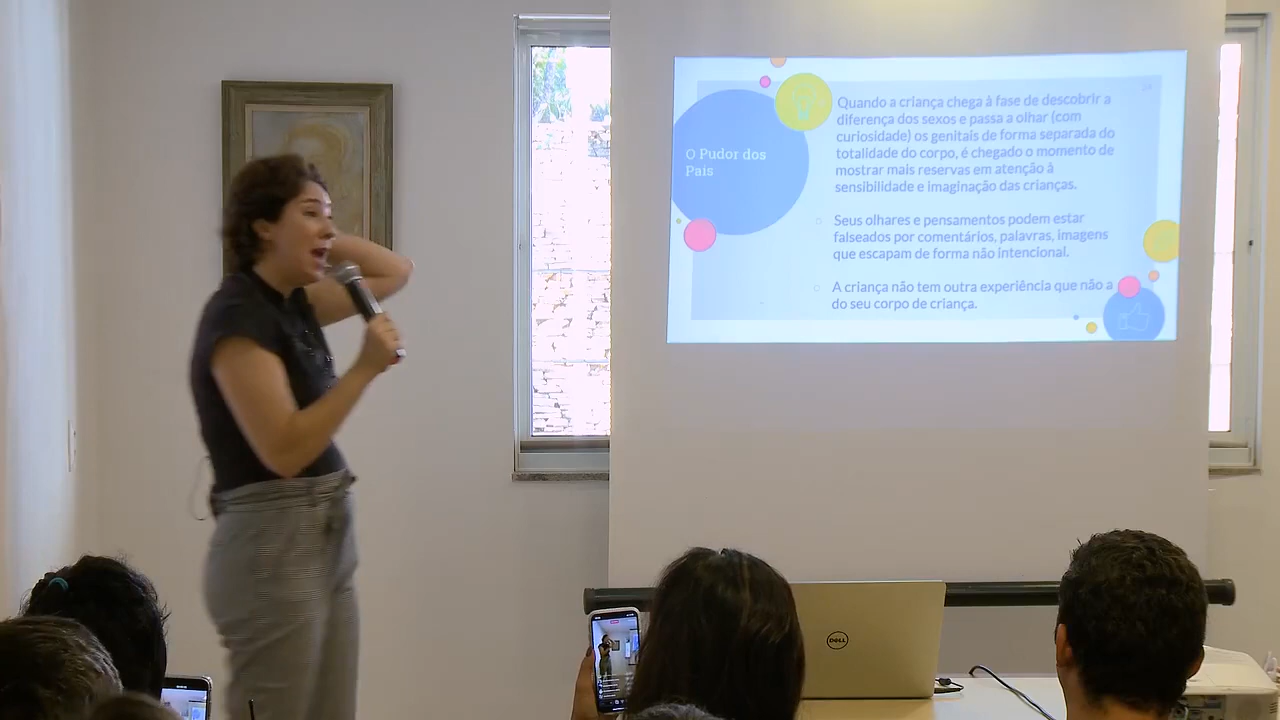 O Pudor dos
Pais
Quando a criança chega à fase de descobrir a
diferença dos sexos e passa a olhar (com
curiosidade) os genitais de forma separada do
totalidade do corpo, é chegado o momento de
mostrar mais reservas em atenção à
sensibilidade e imaginação das crianças.
Seus olhares e pensamentos podem estar
falseados por comentários, palavras, imagens
que escapam de forma não intencional.
A criança não tem outra experiência que não a
do seu corpo de criança.
DELL